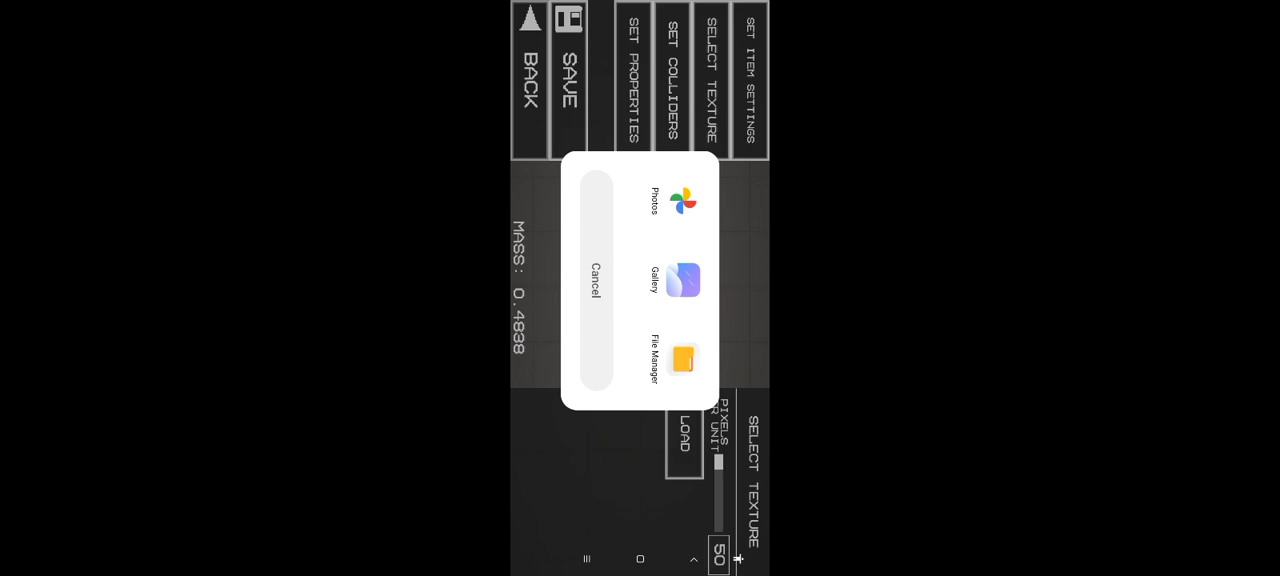 SET ITEM SETTINGS
SELECT TEXTURE
SET COLLIDERS
SET PROPERTIES
SAVE
BACK
Photos
Gallery
File Manager
Cancel
MASS: 0.4838
SELECT TEXTURE
PIXELS
R UNIT
50
LOAD